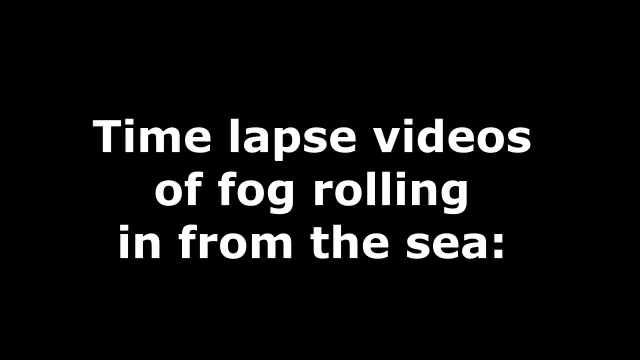 Time lapse videos
of fog rolling
in from the sea: